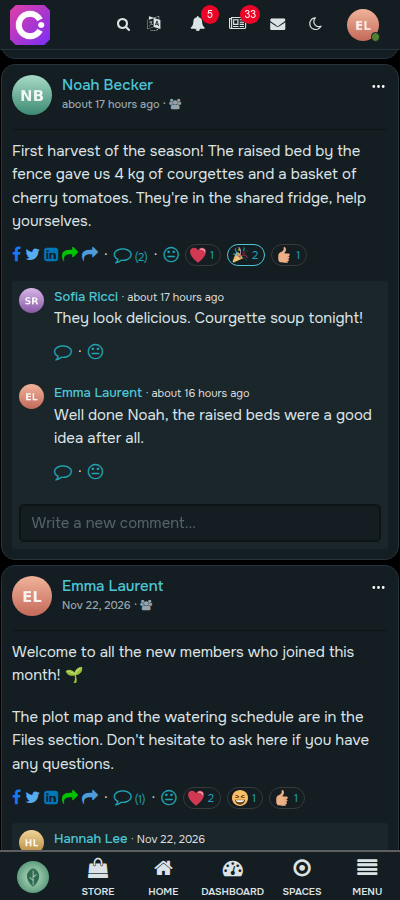 5
33
EL
NB
Noah Becker
about 17 hours ago ·
First harvest of the season! The raised bed by the
fence gave us 4 kg of courgettes and a basket of
cherry tomatoes. They're in the shared fridge, help
yourselves.
· (2) · 1 2 1
SR
Sofia Ricci · about 17 hours ago
They look delicious. Courgette soup tonight!
·
EL
Emma Laurent · about 16 hours ago
Well done Noah, the raised beds were a good
idea after all.
·
Write a new comment...
EL
Emma Laurent
Nov 22, 2026 ·
Welcome to all the new members who joined this
month! 🌱
The plot map and the watering schedule are in the
Files section. Don't hesitate to ask here if you have
any questions.
· (1) · 2 1 1
HL
Hannah Lee · Nov 22, 2026
STORE HOME DASHBOARD SPACES MENU